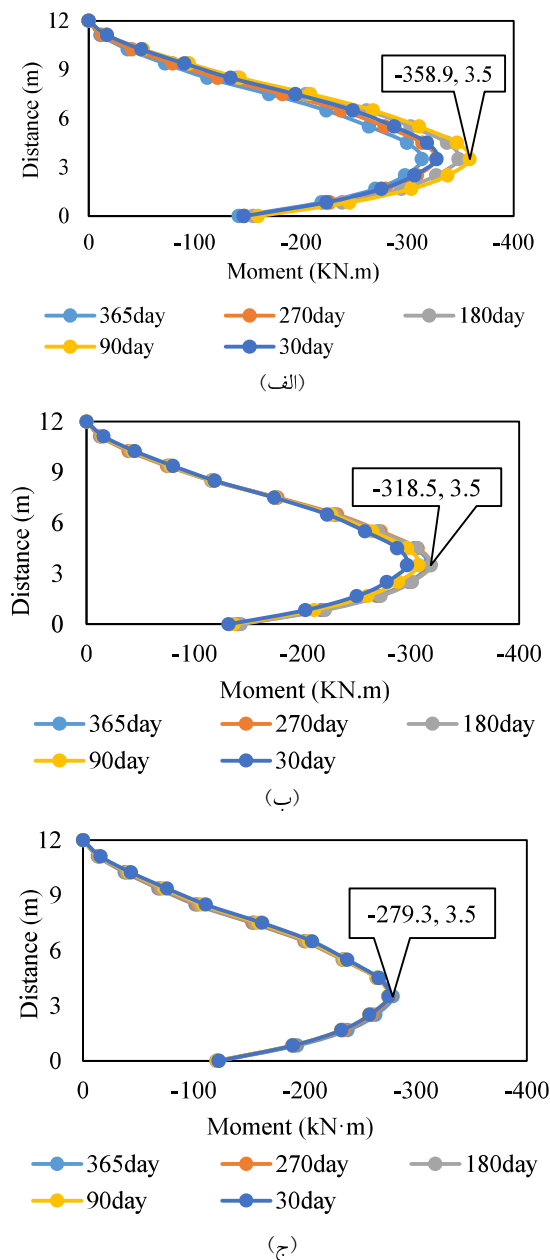 12
9
6
3
0
Distance (m)
-358.9, 3.5
0 -100 -200 -300 -400
Moment (KN.m)
365day 270day 180day
90day 30day
(الف)
12
9
6
3
0
Distance (m)
-318.5, 3.5
0 -100 -200 -300 -400
Moment (KN.m)
365day 270day 180day
90day 30day
(ب)
12
9
6
3
0
Distance (m)
-279.3, 3.5
0 -100 -200 -300 -400
Moment (kN·m)
365day 270day 180day
90day 30day
(ج)